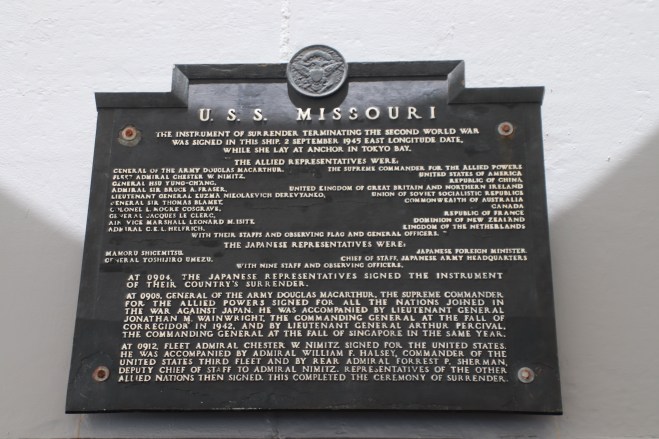 U.S.S. MISSOURI
THE INSTRUMENT OF SURRENDER TERMINATING THE SECOND WORLD WAR
WAS SIGNED IN THIS SHIP, 2 SEPTEMBER 1945 EAST LONGITUDE DATE,
WHILE SHE LAY AT ANCHOR IN TOKYO BAY.
THE ALLIED REPRESENTATIVES WERE:
GENERAL OF THE ARMY DOUGLAS MACARTHUR, THE SUPREME COMMANDER FOR THE ALLIED POWERS
FLEET ADMIRAL CHESTER W. NIMITZ, UNITED STATES OF AMERICA
GENERAL HSU YUNG-CH'ANG, REPUBLIC OF CHINA
ADMIRAL SIR BRUCE A. FRASER, UNITED KINGDOM OF GREAT BRITAIN AND NORTHERN IRELAND
LIEUTENANT GENERAL KUZMA NIKOLAEVICH DEREVYANKO, UNION OF SOVIET SOCIALISTIC REPUBLICS
GENERAL SIR THOMAS BLAMEY, COMMONWEALTH OF AUSTRALIA
COLONEL L. MOORE COSGRAVE, CANADA
GENERAL JACQUES LE CLERC, REPUBLIC OF FRANCE
AIR VICE MARSHALL LEONARD M. ISITT, DOMINION OF NEW ZEALAND
ADMIRAL C.E.L. HELFRICH, KINGDOM OF THE NETHERLANDS
WITH THEIR STAFFS AND OBSERVING FLAG AND GENERAL OFFICERS.
THE JAPANESE REPRESENTATIVES WERE:
MAMORU SHIGEMITSU, JAPANESE FOREIGN MINISTER
GENERAL TOSHIJIRO UMEZU, CHIEF OF STAFF, JAPANESE ARMY HEADQUARTERS
WITH NINE STAFF AND OBSERVING OFFICERS.
AT 0904, THE JAPANESE REPRESENTATIVES SIGNED THE INSTRUMENT
OF THEIR COUNTRY'S SURRENDER.
AT 0908, GENERAL OF THE ARMY DOUGLAS MACARTHUR, THE SUPREME COMMANDER
FOR THE ALLIED POWERS SIGNED FOR ALL THE NATIONS JOINED IN
THE WAR AGAINST JAPAN. HE WAS ACCOMPANIED BY LIEUTENANT GENERAL
JONATHAN M. WAINWRIGHT, THE COMMANDING GENERAL AT THE FALL OF
CORREGIDOR IN 1942, AND BY LIEUTENANT GENERAL ARTHUR PERCIVAL,
THE COMMANDING GENERAL AT THE FALL OF SINGAPORE IN THE SAME YEAR.
AT 0912, FLEET ADMIRAL CHESTER W. NIMITZ SIGNED FOR THE UNITED STATES.
HE WAS ACCOMPANIED BY ADMIRAL WILLIAM F. HALSEY, COMMANDER OF THE
UNITED STATES THIRD FLEET AND BY REAR ADMIRAL FORREST P. SHERMAN,
DEPUTY CHIEF OF STAFF TO ADMIRAL NIMITZ. REPRESENTATIVES OF THE OTHER
ALLIED NATIONS THEN SIGNED. THIS COMPLETED THE CEREMONY OF SURRENDER.